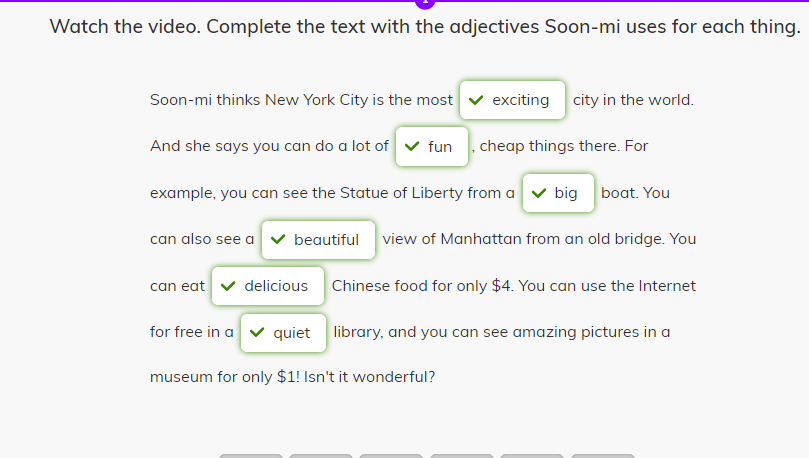 Watch the video. Complete the text with the adjectives Soon-mi uses for each thing.
Soon-mi thinks New York City is the most exciting city in the world.
And she says you can do a lot of fun , cheap things there. For
example, you can see the Statue of Liberty from a big boat. You
can also see a beautiful view of Manhattan from an old bridge. You
can eat delicious Chinese food for only $4. You can use the Internet
for free in a quiet library, and you can see amazing pictures in a
museum for only $1! Isn't it wonderful?